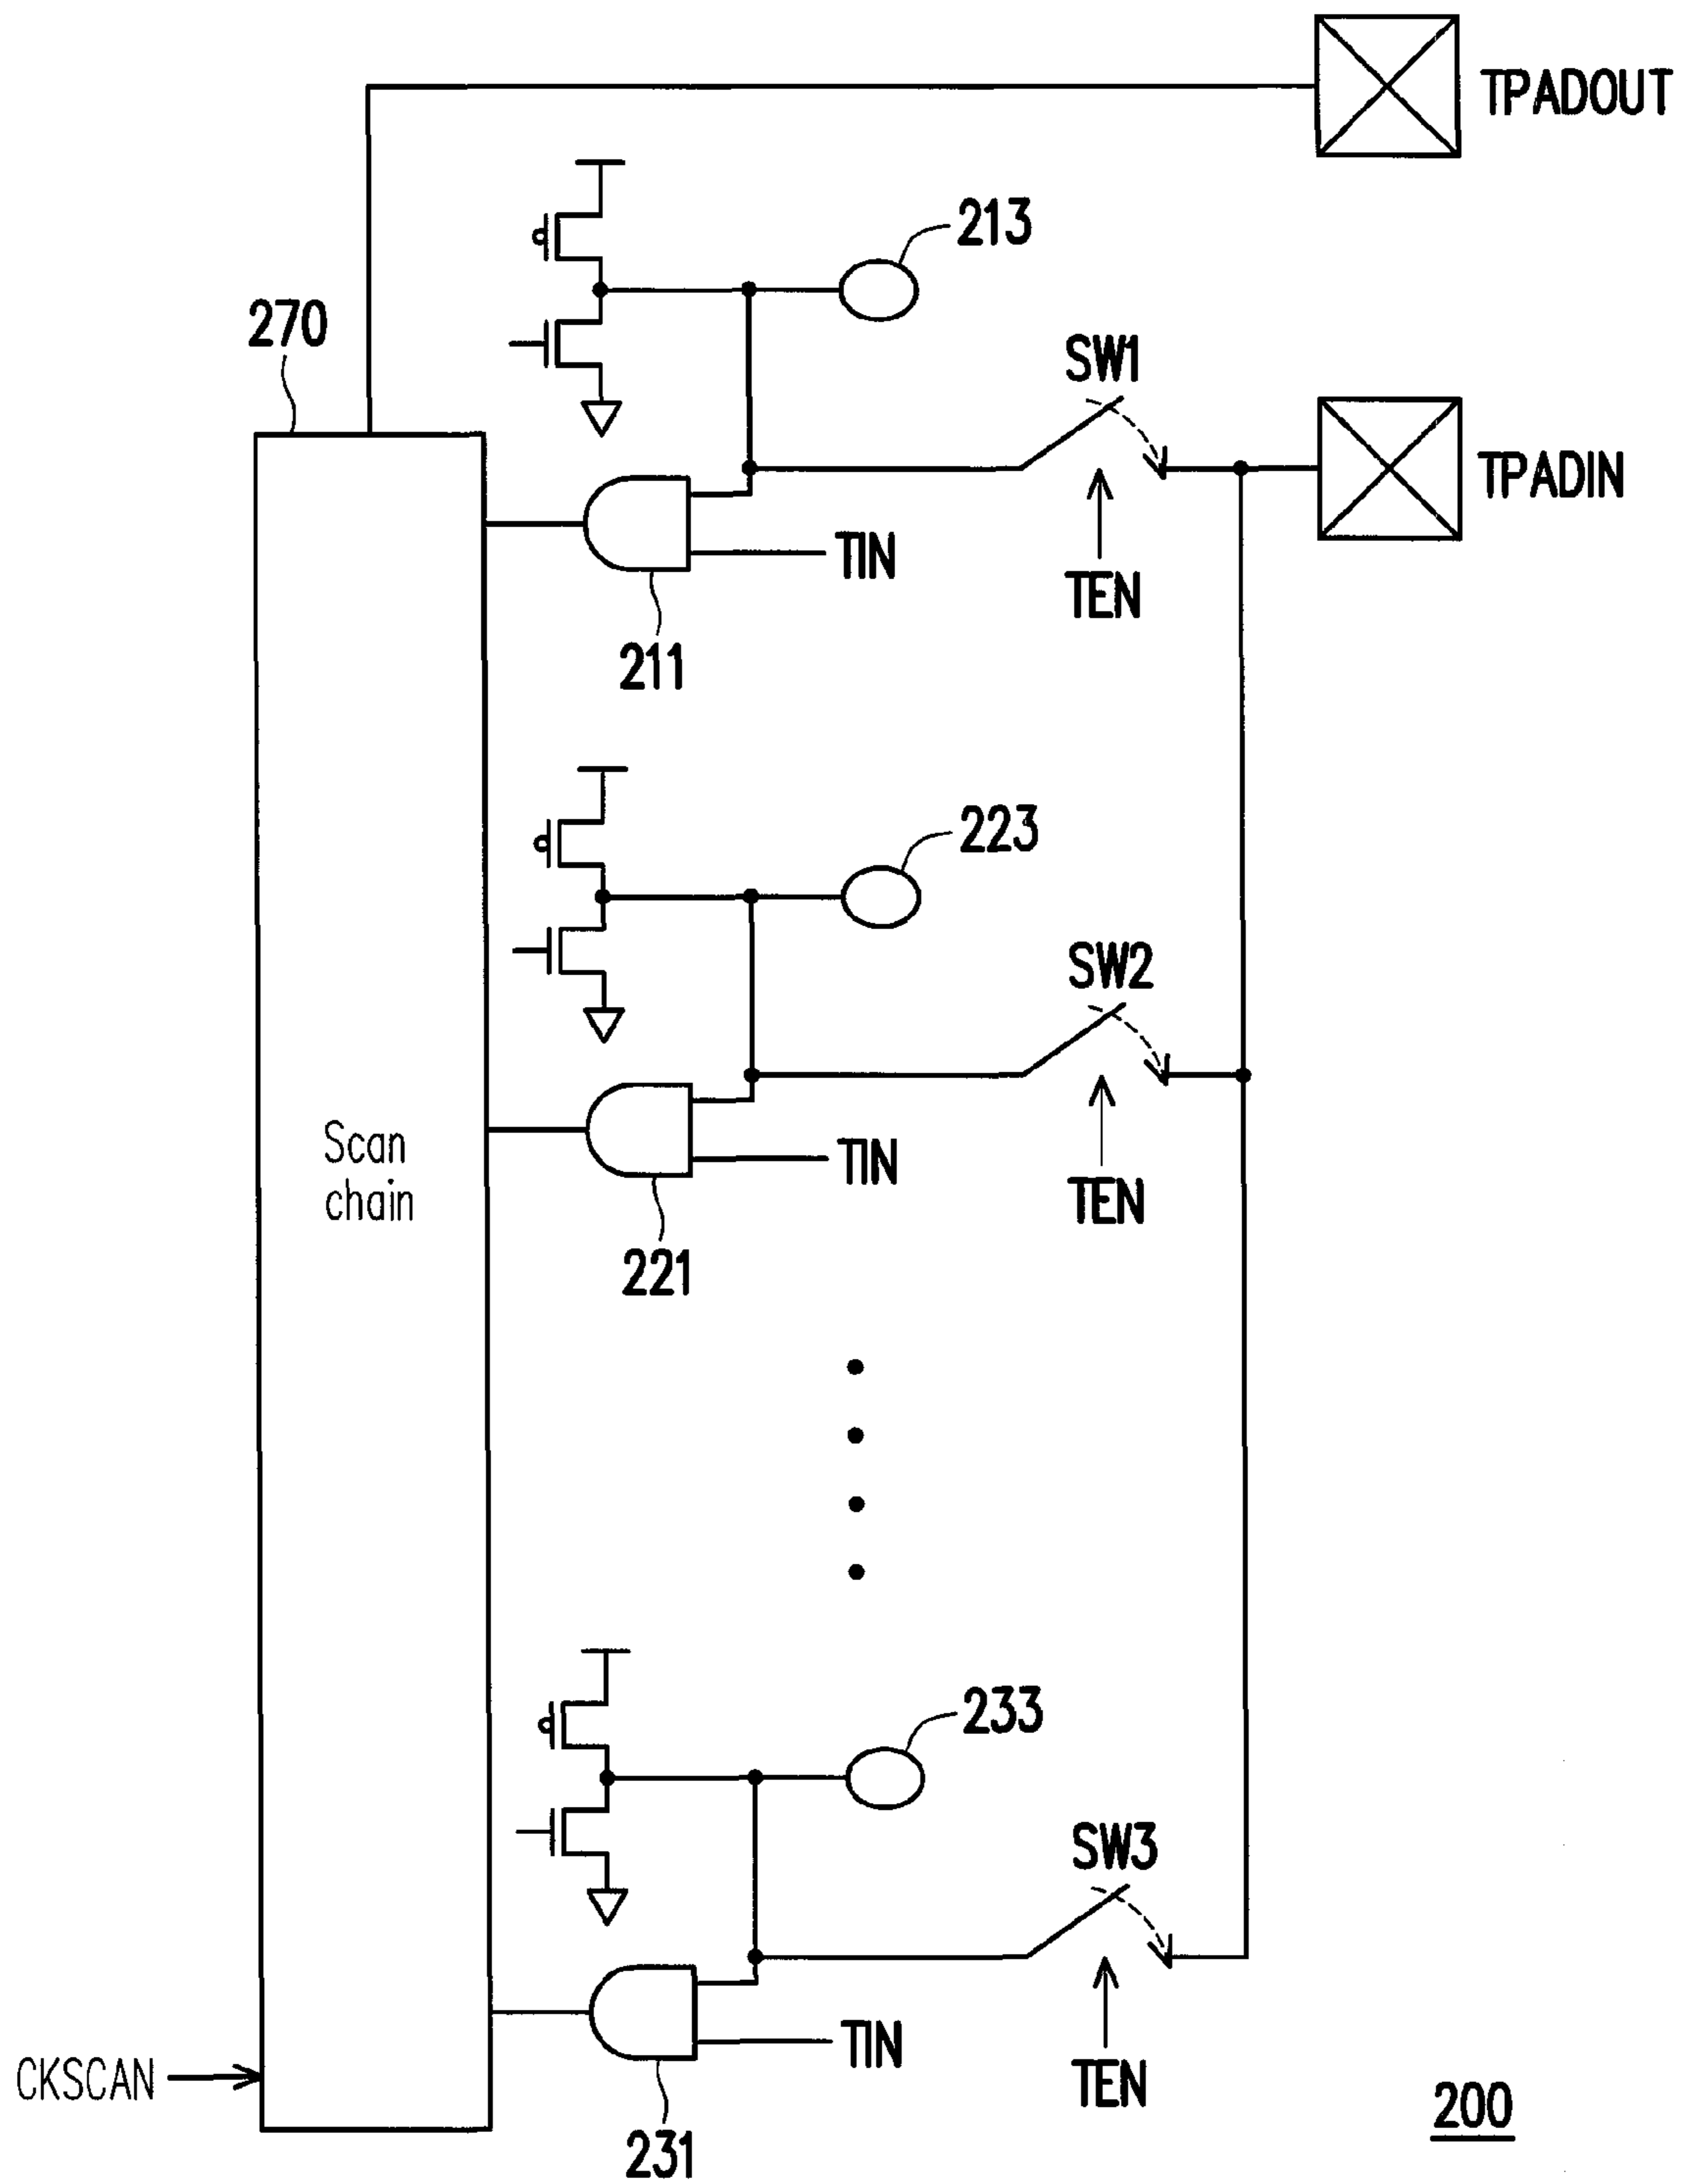 TPADOUT
213
270
SW1
TPADIN
TIN
TEN
211
223
SW2
Scan
chain
TIN
TEN
221
233
SW3
TIN
CKSCAN
TEN
231
200